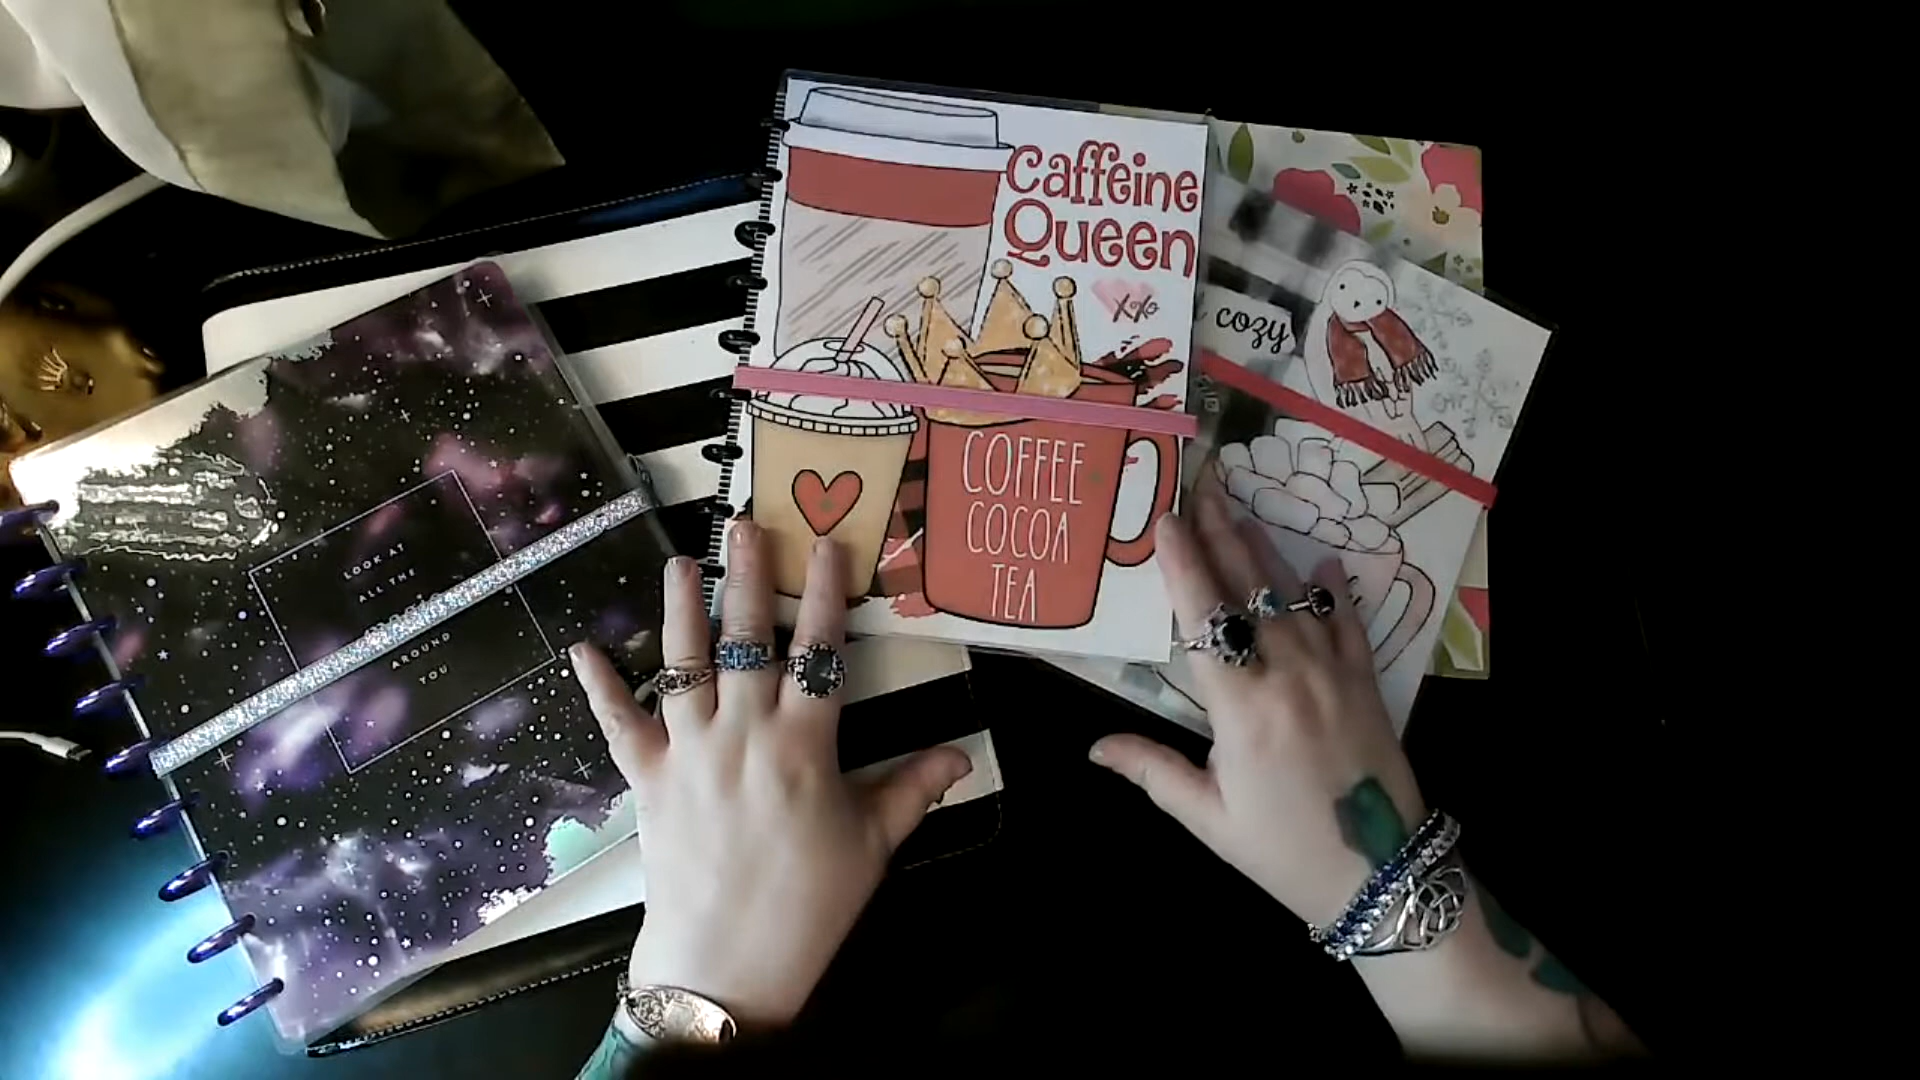 LOOK AT
ALL THE
AROUND
YOU
Caffeine
Queen
XOXO
COFFEE
COCOA
TEA
cozy